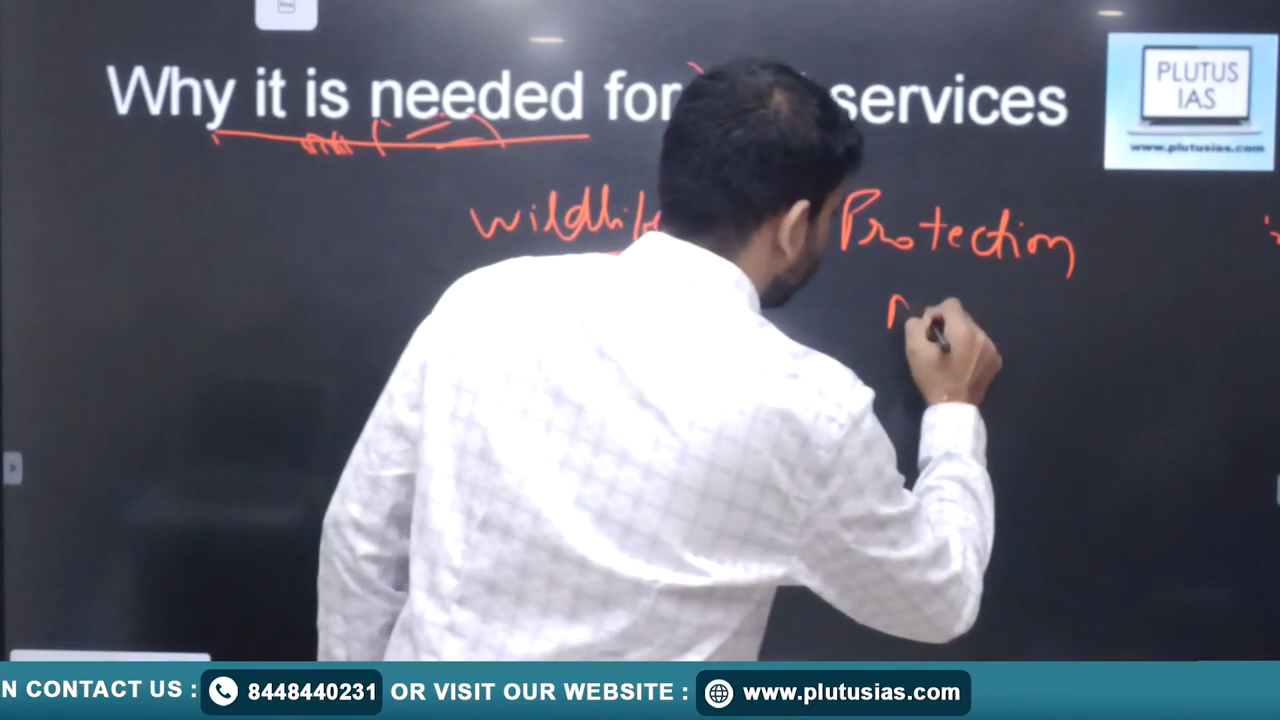 Why it is needed for services
PLUTUS
IAS
www.plutusias.com
Wildlife Protection
N CONTACT US : 8448440231 OR VISIT OUR WEBSITE : www.plutusias.com